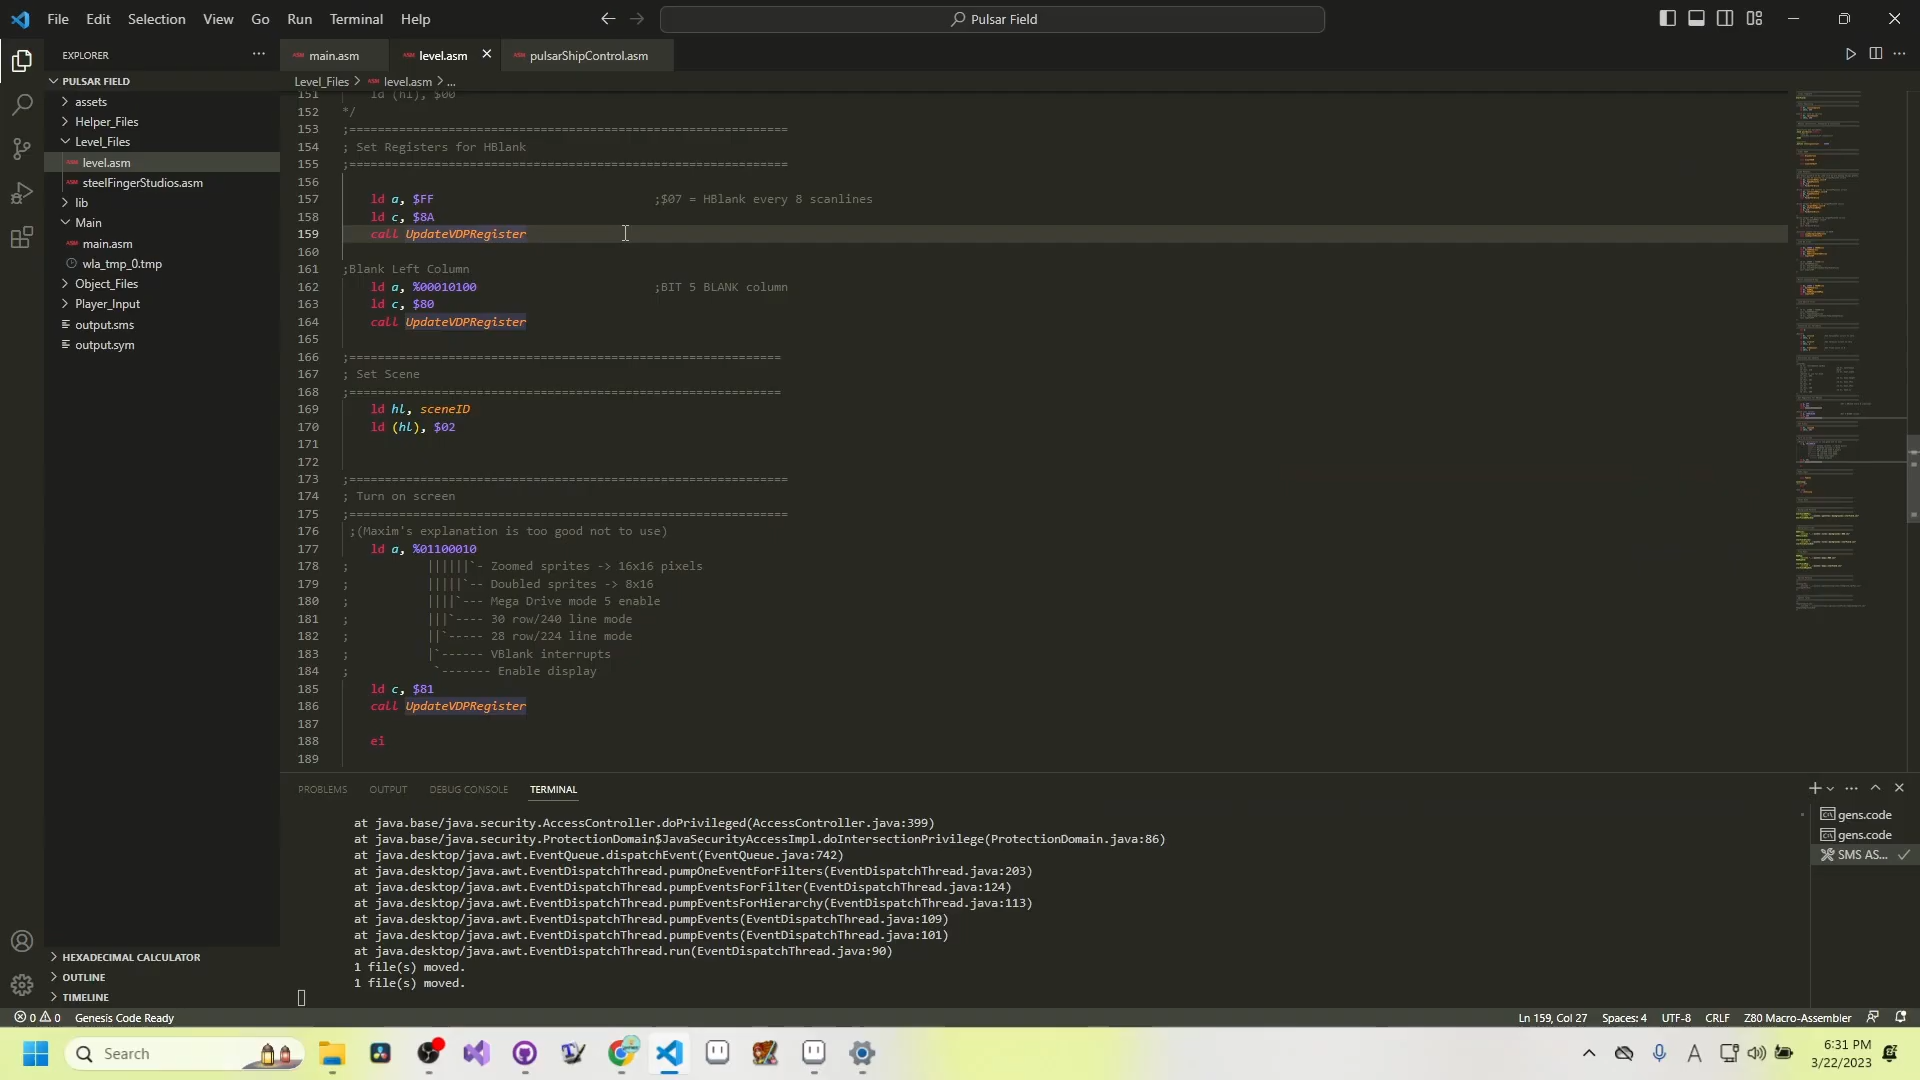 File Edit Selection View Go Run Terminal Help
Pulsar Field
EXPLORER
PULSAR FIELD
assets
Helper_Files
Level_Files
level.asm
steelFingerStudios.asm
lib
Main
main.asm
wla_tmp_0.tmp
Object_Files
Player_Input
output.sms
output.sym
HEXADECIMAL CALCULATOR
OUTLINE
TIMELINE
main.asm level.asm pulsarShipControl.asm
Level_Files > level.asm > ...
151 ld (hl), $00
152 */
153 ;==============================================================
154 ; Set Registers for HBlank
155 ;==============================================================
156
157 ld a, $FF ;$07 = HBlank every 8 scanlines
158 ld c, $8A
159 call UpdateVDPRegister
160
161 ;Blank Left Column
162 ld a, %00010100 ;BIT 5 BLANK column
163 ld c, $80
164 call UpdateVDPRegister
165
166 ;=============================================================
167 ; Set Scene
168 ;=============================================================
169 ld hl, sceneID
170 ld (hl), $02
171
172
173 ;==============================================================
174 ; Turn on screen
175 ;==============================================================
176 ;(Maxim's explanation is too good not to use)
177 ld a, %01100010
178 ; ||||||`- Zoomed sprites -> 16x16 pixels
179 ; |||||`-- Doubled sprites -> 8x16
180 ; ||||`--- Mega Drive mode 5 enable
181 ; |||`---- 30 row/240 line mode
182 ; ||`----- 28 row/224 line mode
183 ; |`------ VBlank interrupts
184 ; `------- Enable display
185 ld c, $81
186 call UpdateVDPRegister
187
188 ei
189
PROBLEMS OUTPUT DEBUG CONSOLE TERMINAL
at java.base/java.security.AccessController.doPrivileged(AccessController.java:399)
at java.base/java.security.ProtectionDomain$JavaSecurityAccessImpl.doIntersectionPrivilege(ProtectionDomain.java:86)
at java.desktop/java.awt.EventQueue.dispatchEvent(EventQueue.java:742)
at java.desktop/java.awt.EventDispatchThread.pumpOneEventForFilters(EventDispatchThread.java:203)
at java.desktop/java.awt.EventDispatchThread.pumpEventsForFilter(EventDispatchThread.java:124)
at java.desktop/java.awt.EventDispatchThread.pumpEventsForHierarchy(EventDispatchThread.java:113)
at java.desktop/java.awt.EventDispatchThread.pumpEvents(EventDispatchThread.java:109)
at java.desktop/java.awt.EventDispatchThread.pumpEvents(EventDispatchThread.java:101)
at java.desktop/java.awt.EventDispatchThread.run(EventDispatchThread.java:90)
1 file(s) moved.
1 file(s) moved.
gens.code
gens.code
SMS AS...
0 0 Genesis Code Ready
Ln 159, Col 27 Spaces: 4 UTF-8 CRLF Z80 Macro-Assembler
Search
6:31 PM
3/22/2023